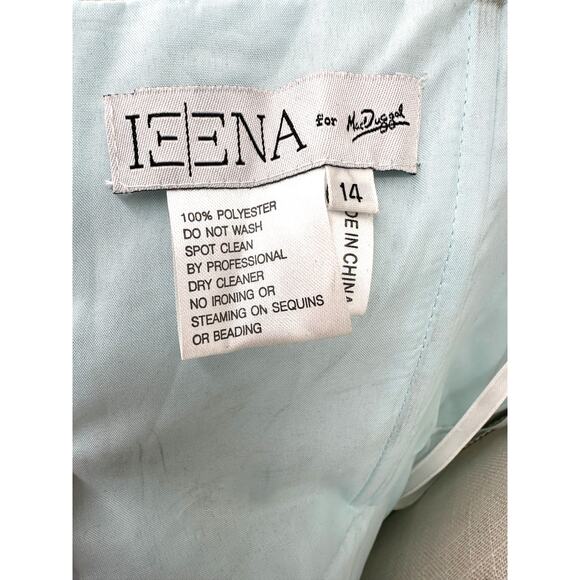 IEENA for MacDuggal
14
100% POLYESTER
DO NOT WASH
SPOT CLEAN
BY PROFESSIONAL
DRY CLEANER
NO IRONING OR
STEAMING ON SEQUINS
OR BEADING
DE IN CHINA